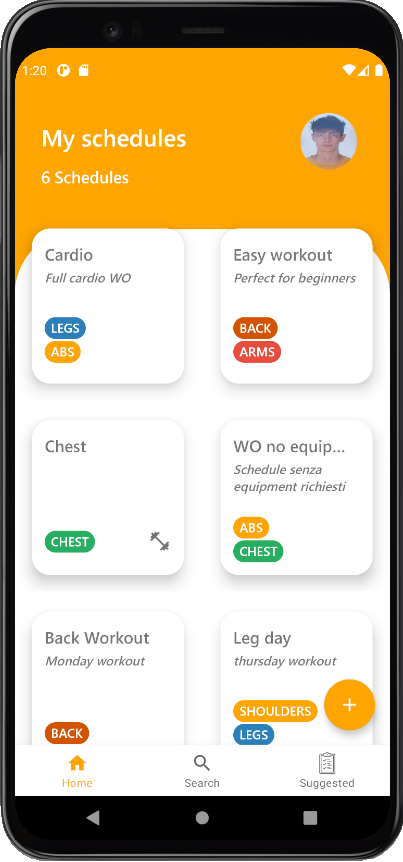 1:20
My schedules
6 Schedules
Cardio
Full cardio WO
LEGS
ABS
Easy workout
Perfect for beginners
BACK
ARMS
Chest
CHEST
WO no equip...
Schedule senza
equipment richiesti
ABS
CHEST
Back Workout
Monday workout
BACK
Leg day
thursday workout
SHOULDERS
LEGS
Home
Search
Suggested